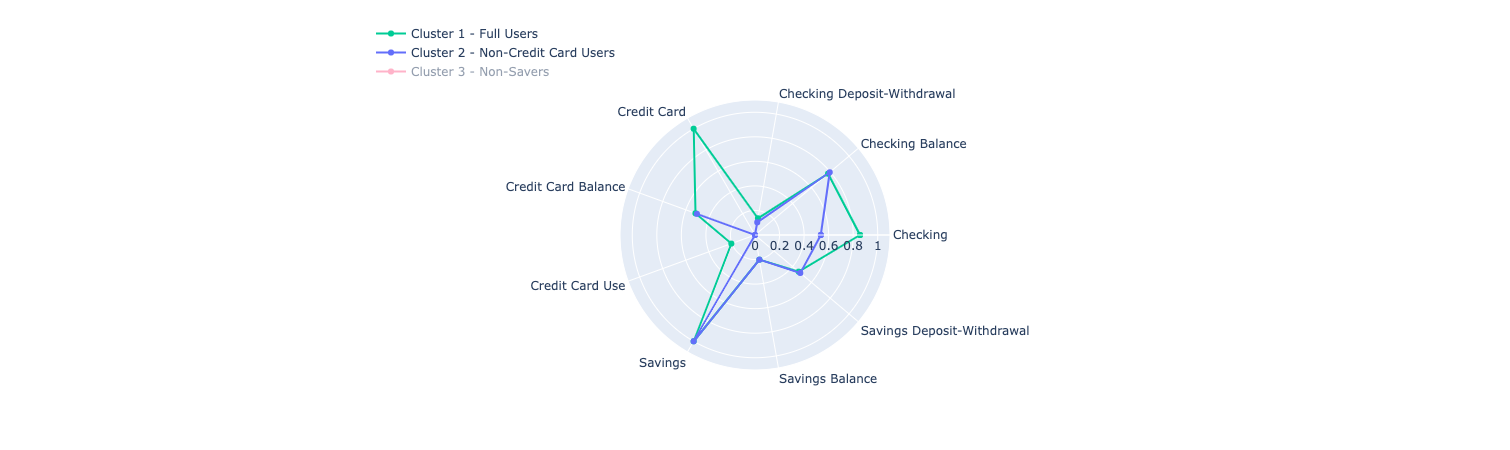 Cluster 1 - Full Users
Cluster 2 - Non-Credit Card Users
Cluster 3 - Non-Savers
Checking Deposit-Withdrawal
Credit Card
Checking Balance
Credit Card Balance
Checking
0 0.2 0.4 0.6 0.8 1
Credit Card Use
Savings Deposit-Withdrawal
Savings
Savings Balance